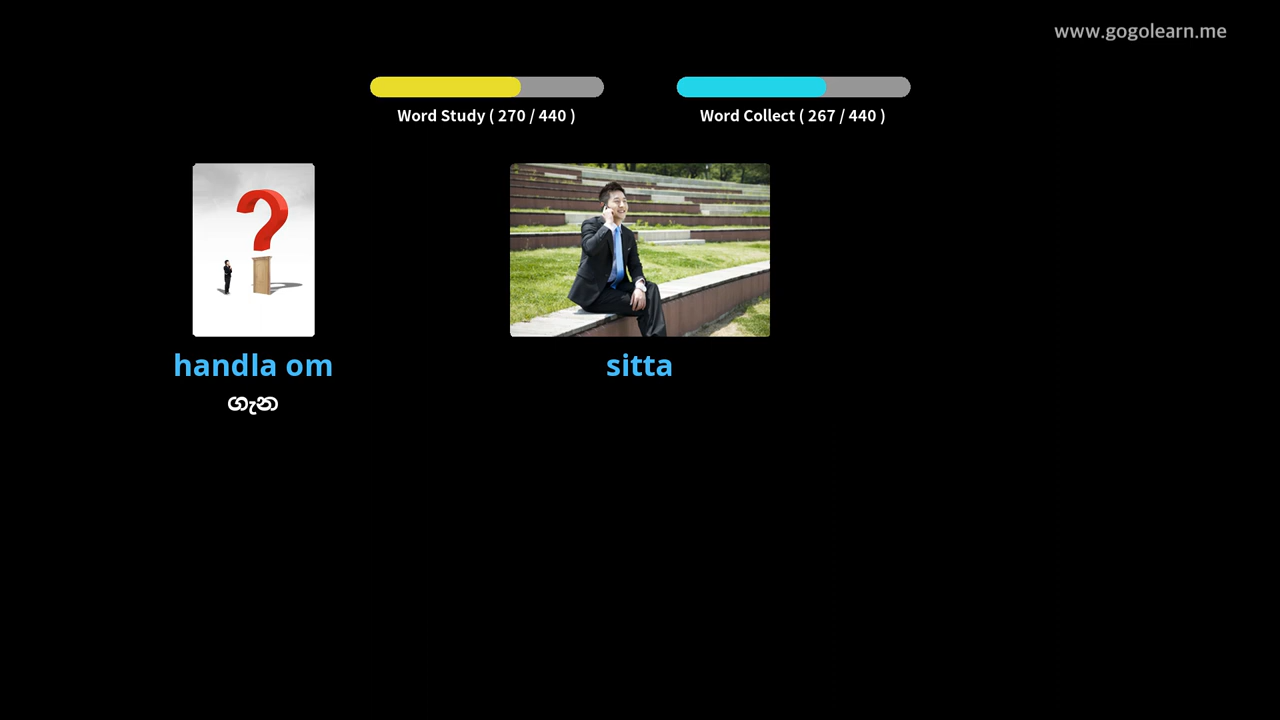 www.gogolearn.me
Word Study ( 270 / 440 )
Word Collect ( 267 / 440 )
handla om
ගැන
sitta